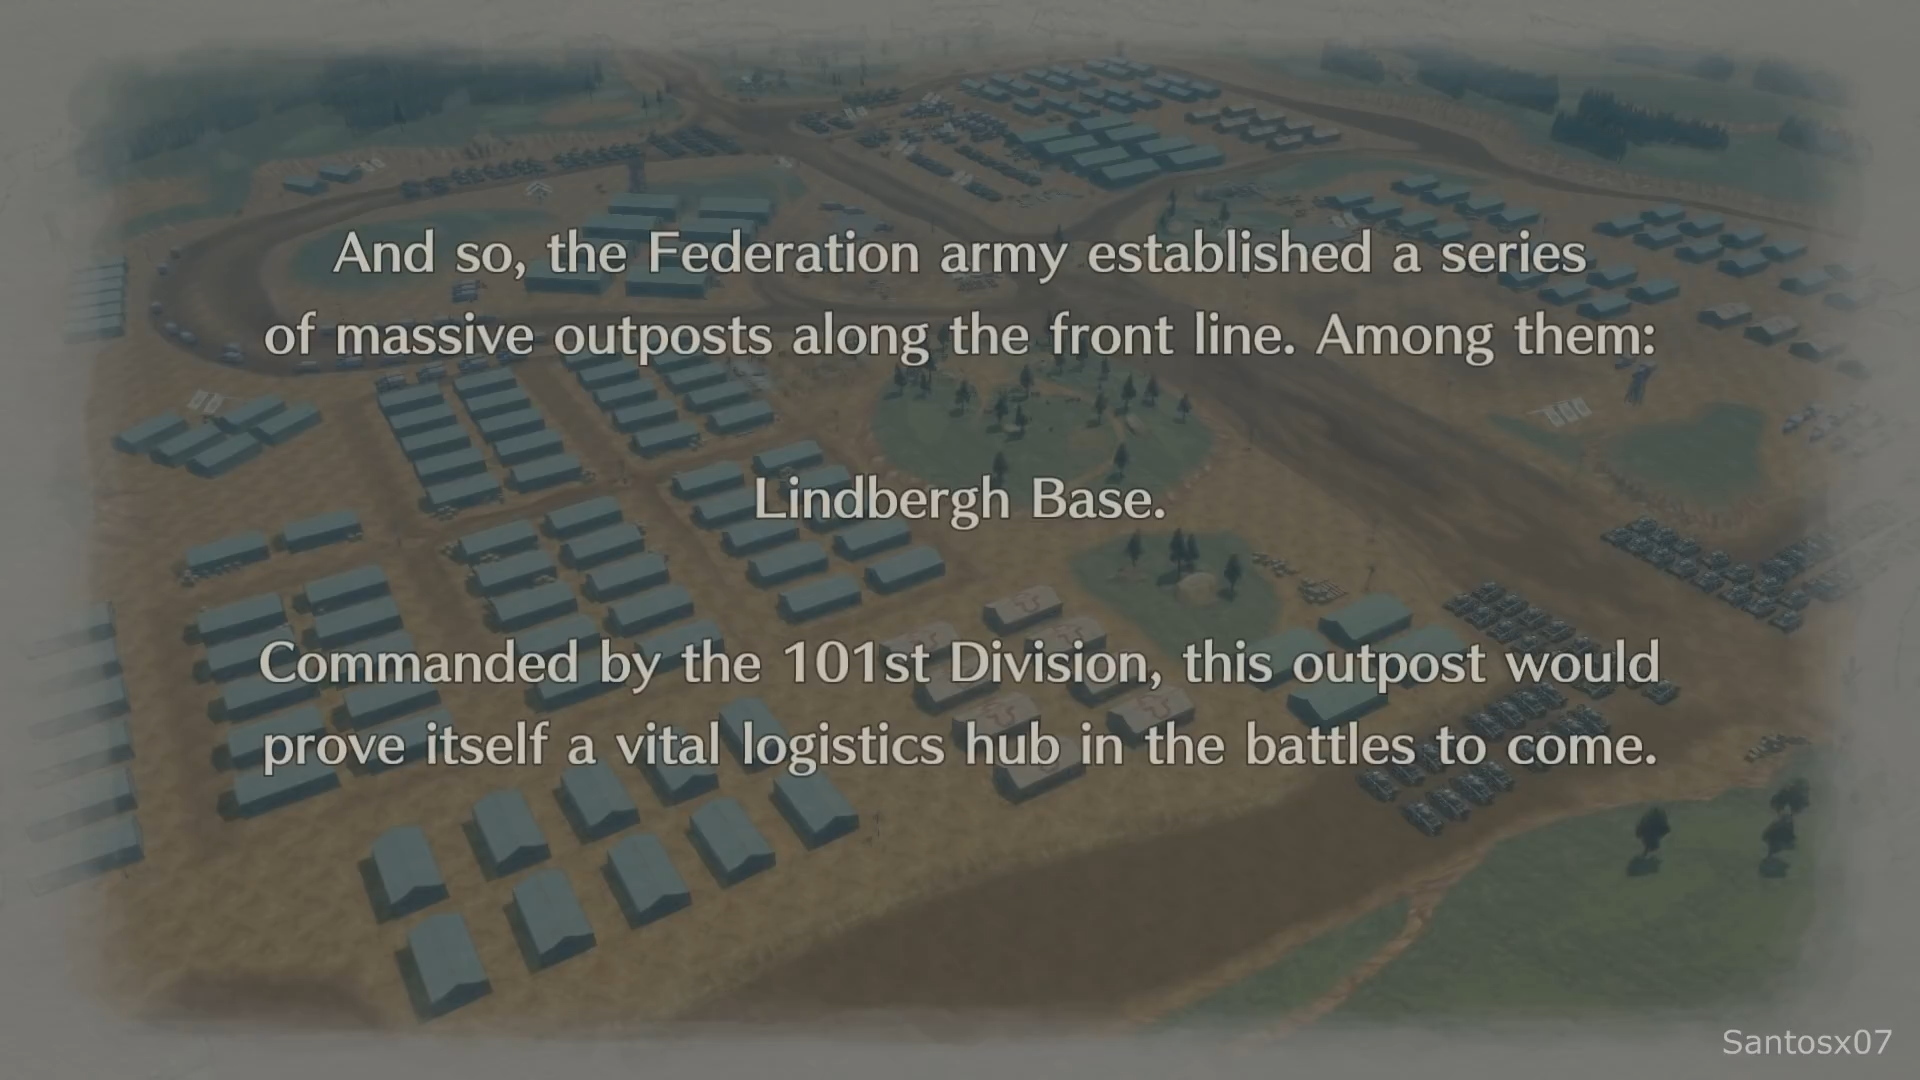 And so, the Federation army established a series
of massive outposts along the front line. Among them:
Lindbergh Base.
Commanded by the 101st Division, this outpost would
prove itself a vital logistics hub in the battles to come.
Santosx07